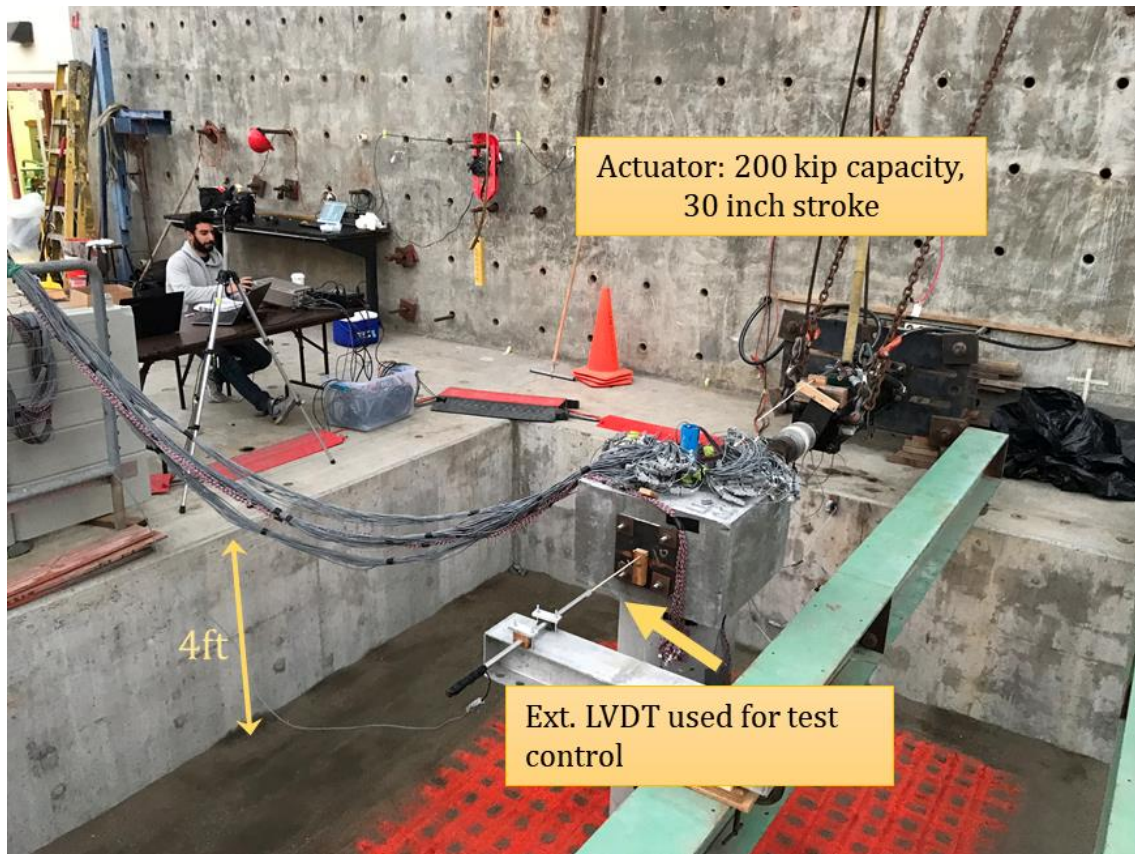 Actuator: 200 kip capacity,
30 inch stroke
4ft
Ext. LVDT used for test
control